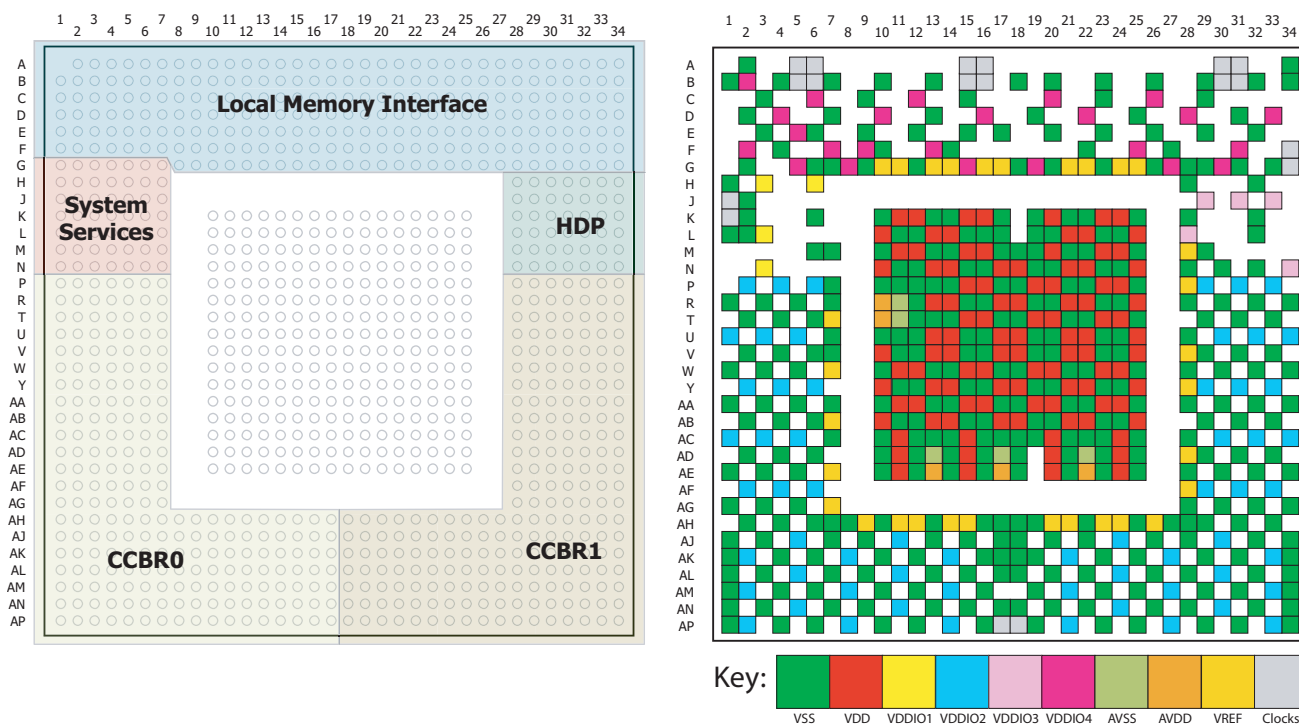 1 3 5 7 9 11 13 15 17 19 21 23 25 27 29 31 33
2 4 6 8 10 12 14 16 18 20 22 24 26 28 30 32 34
A
B
C
D
E
F
G
H
J
K
L
M
N
P
R
T
U
V
W
Y
AA
AB
AC
AD
AE
AF
AG
AH
AJ
AK
AL
AM
AN
AP
Local Memory Interface
System
Services
HDP
CCBR0
CCBR1
1 3 5 7 9 11 13 15 17 19 21 23 25 27 29 31 33
2 4 6 8 10 12 14 16 18 20 22 24 26 28 30 32 34
A
B
C
D
E
F
G
H
J
K
L
M
N
P
R
T
U
V
W
Y
AA
AB
AC
AD
AE
AF
AG
AH
AJ
AK
AL
AM
AN
AP
Key:
VSS VDD VDDIO1 VDDIO2 VDDIO3 VDDIO4 AVSS AVDD VREF Clocks